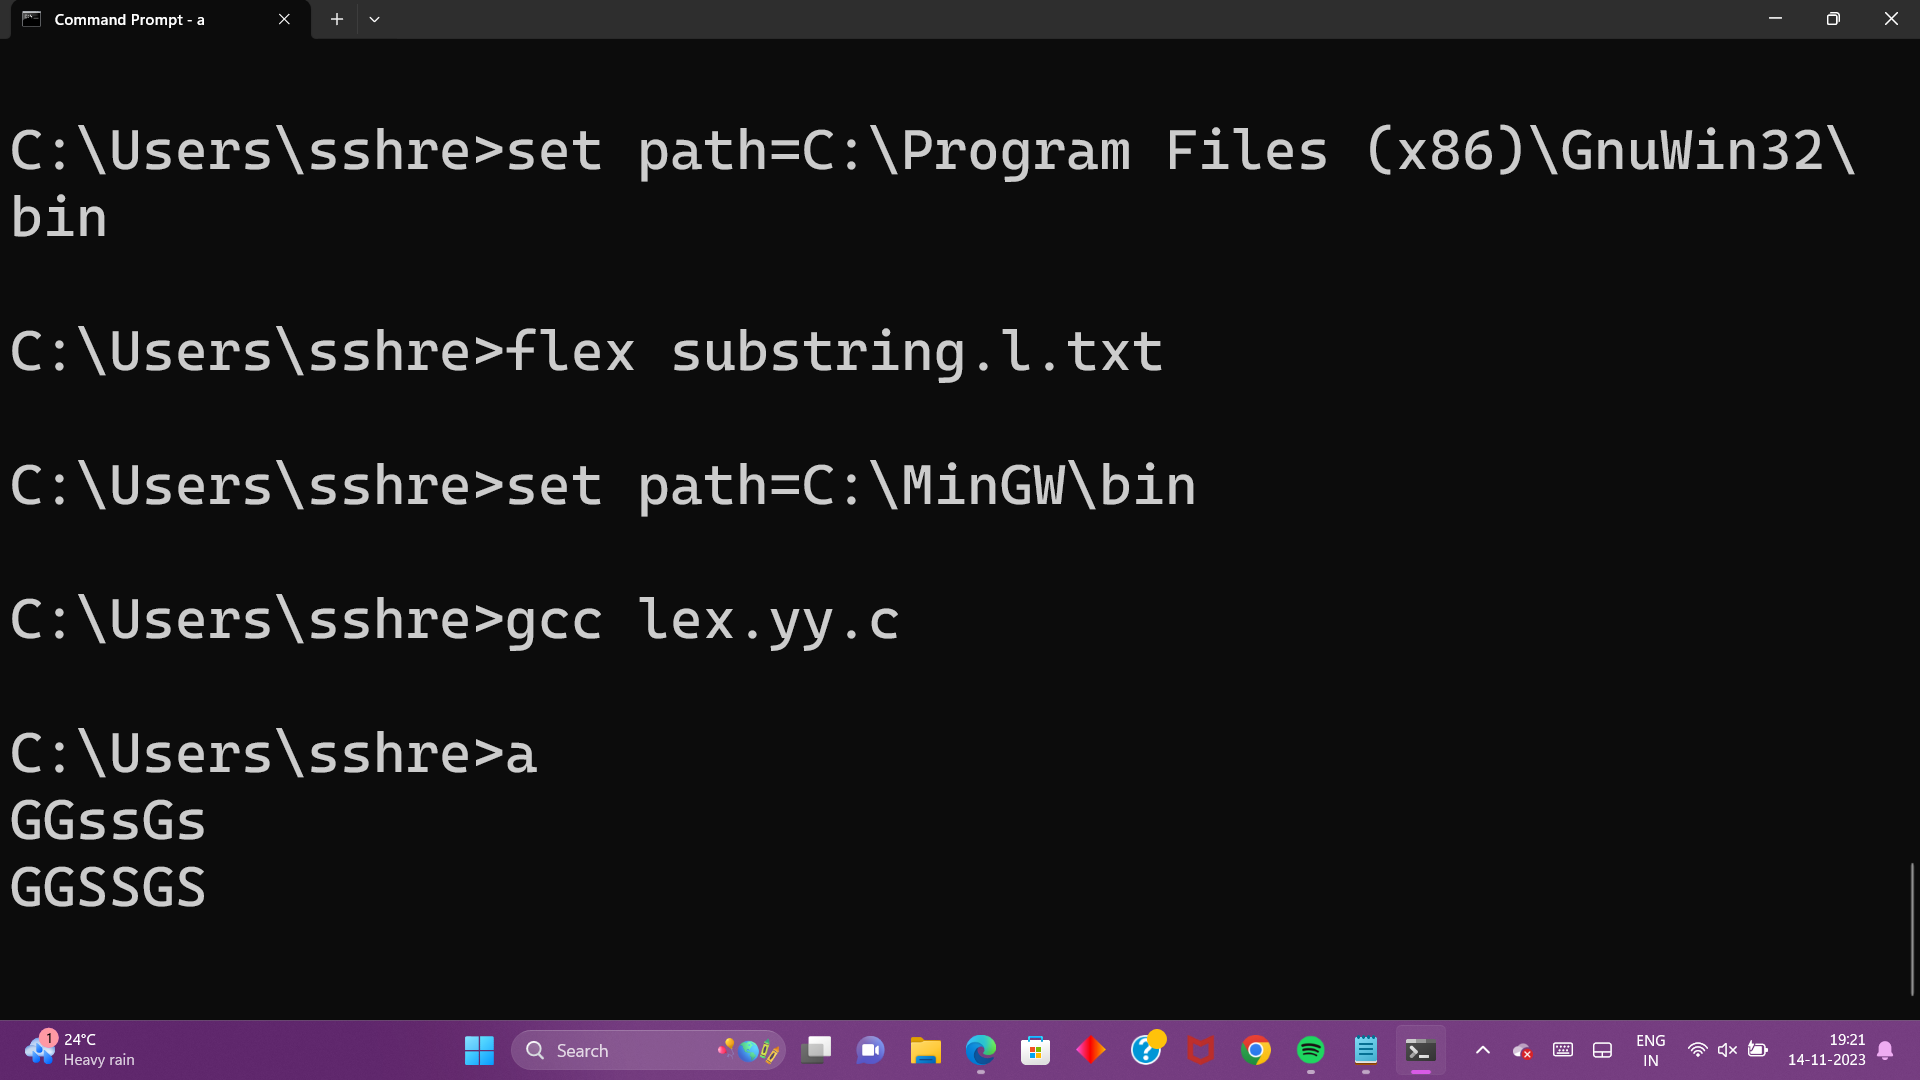 Command Prompt - a
C:\Users\sshre>set path=C:\Program Files (x86)\GnuWin32\
bin
C:\Users\sshre>flex substring.l.txt
C:\Users\sshre>set path=C:\MinGW\bin
C:\Users\sshre>gcc lex.yy.c
C:\Users\sshre>a
GGssGs
GGSSGS
1
24°C
Heavy rain
Search
ENG
IN
19:21
14-11-2023